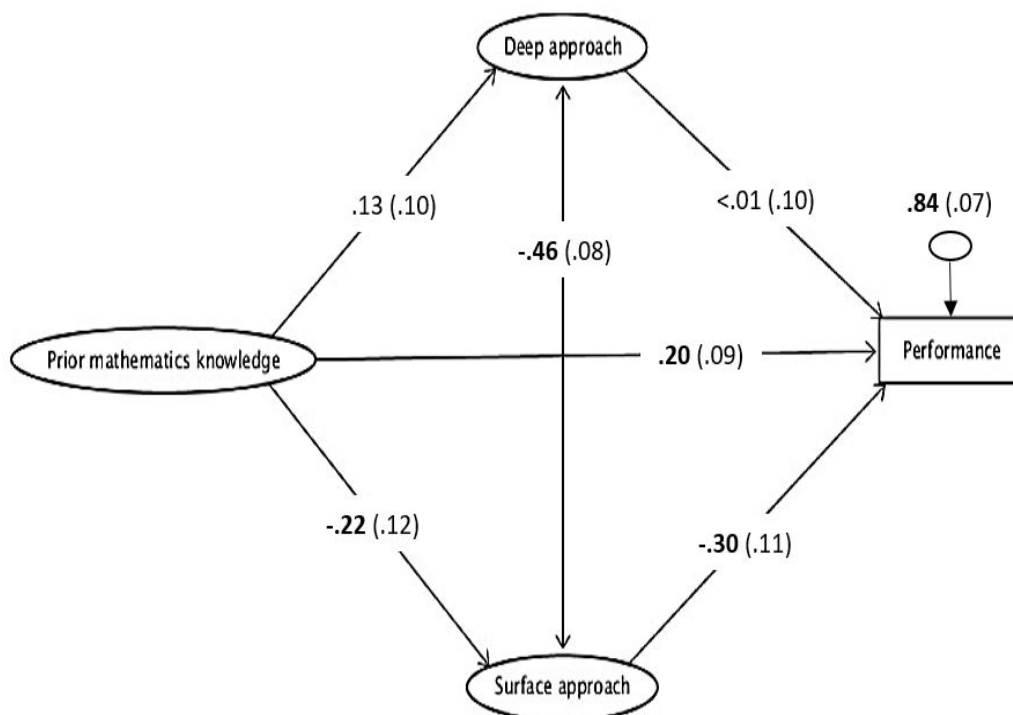 Deep approach
.13 (.10)
<.01 (.10)
.84 (.07)
-.46 (.08)
Prior mathematics knowledge
.20 (.09)
Performance
-.22 (.12)
-.30 (.11)
Surface approach